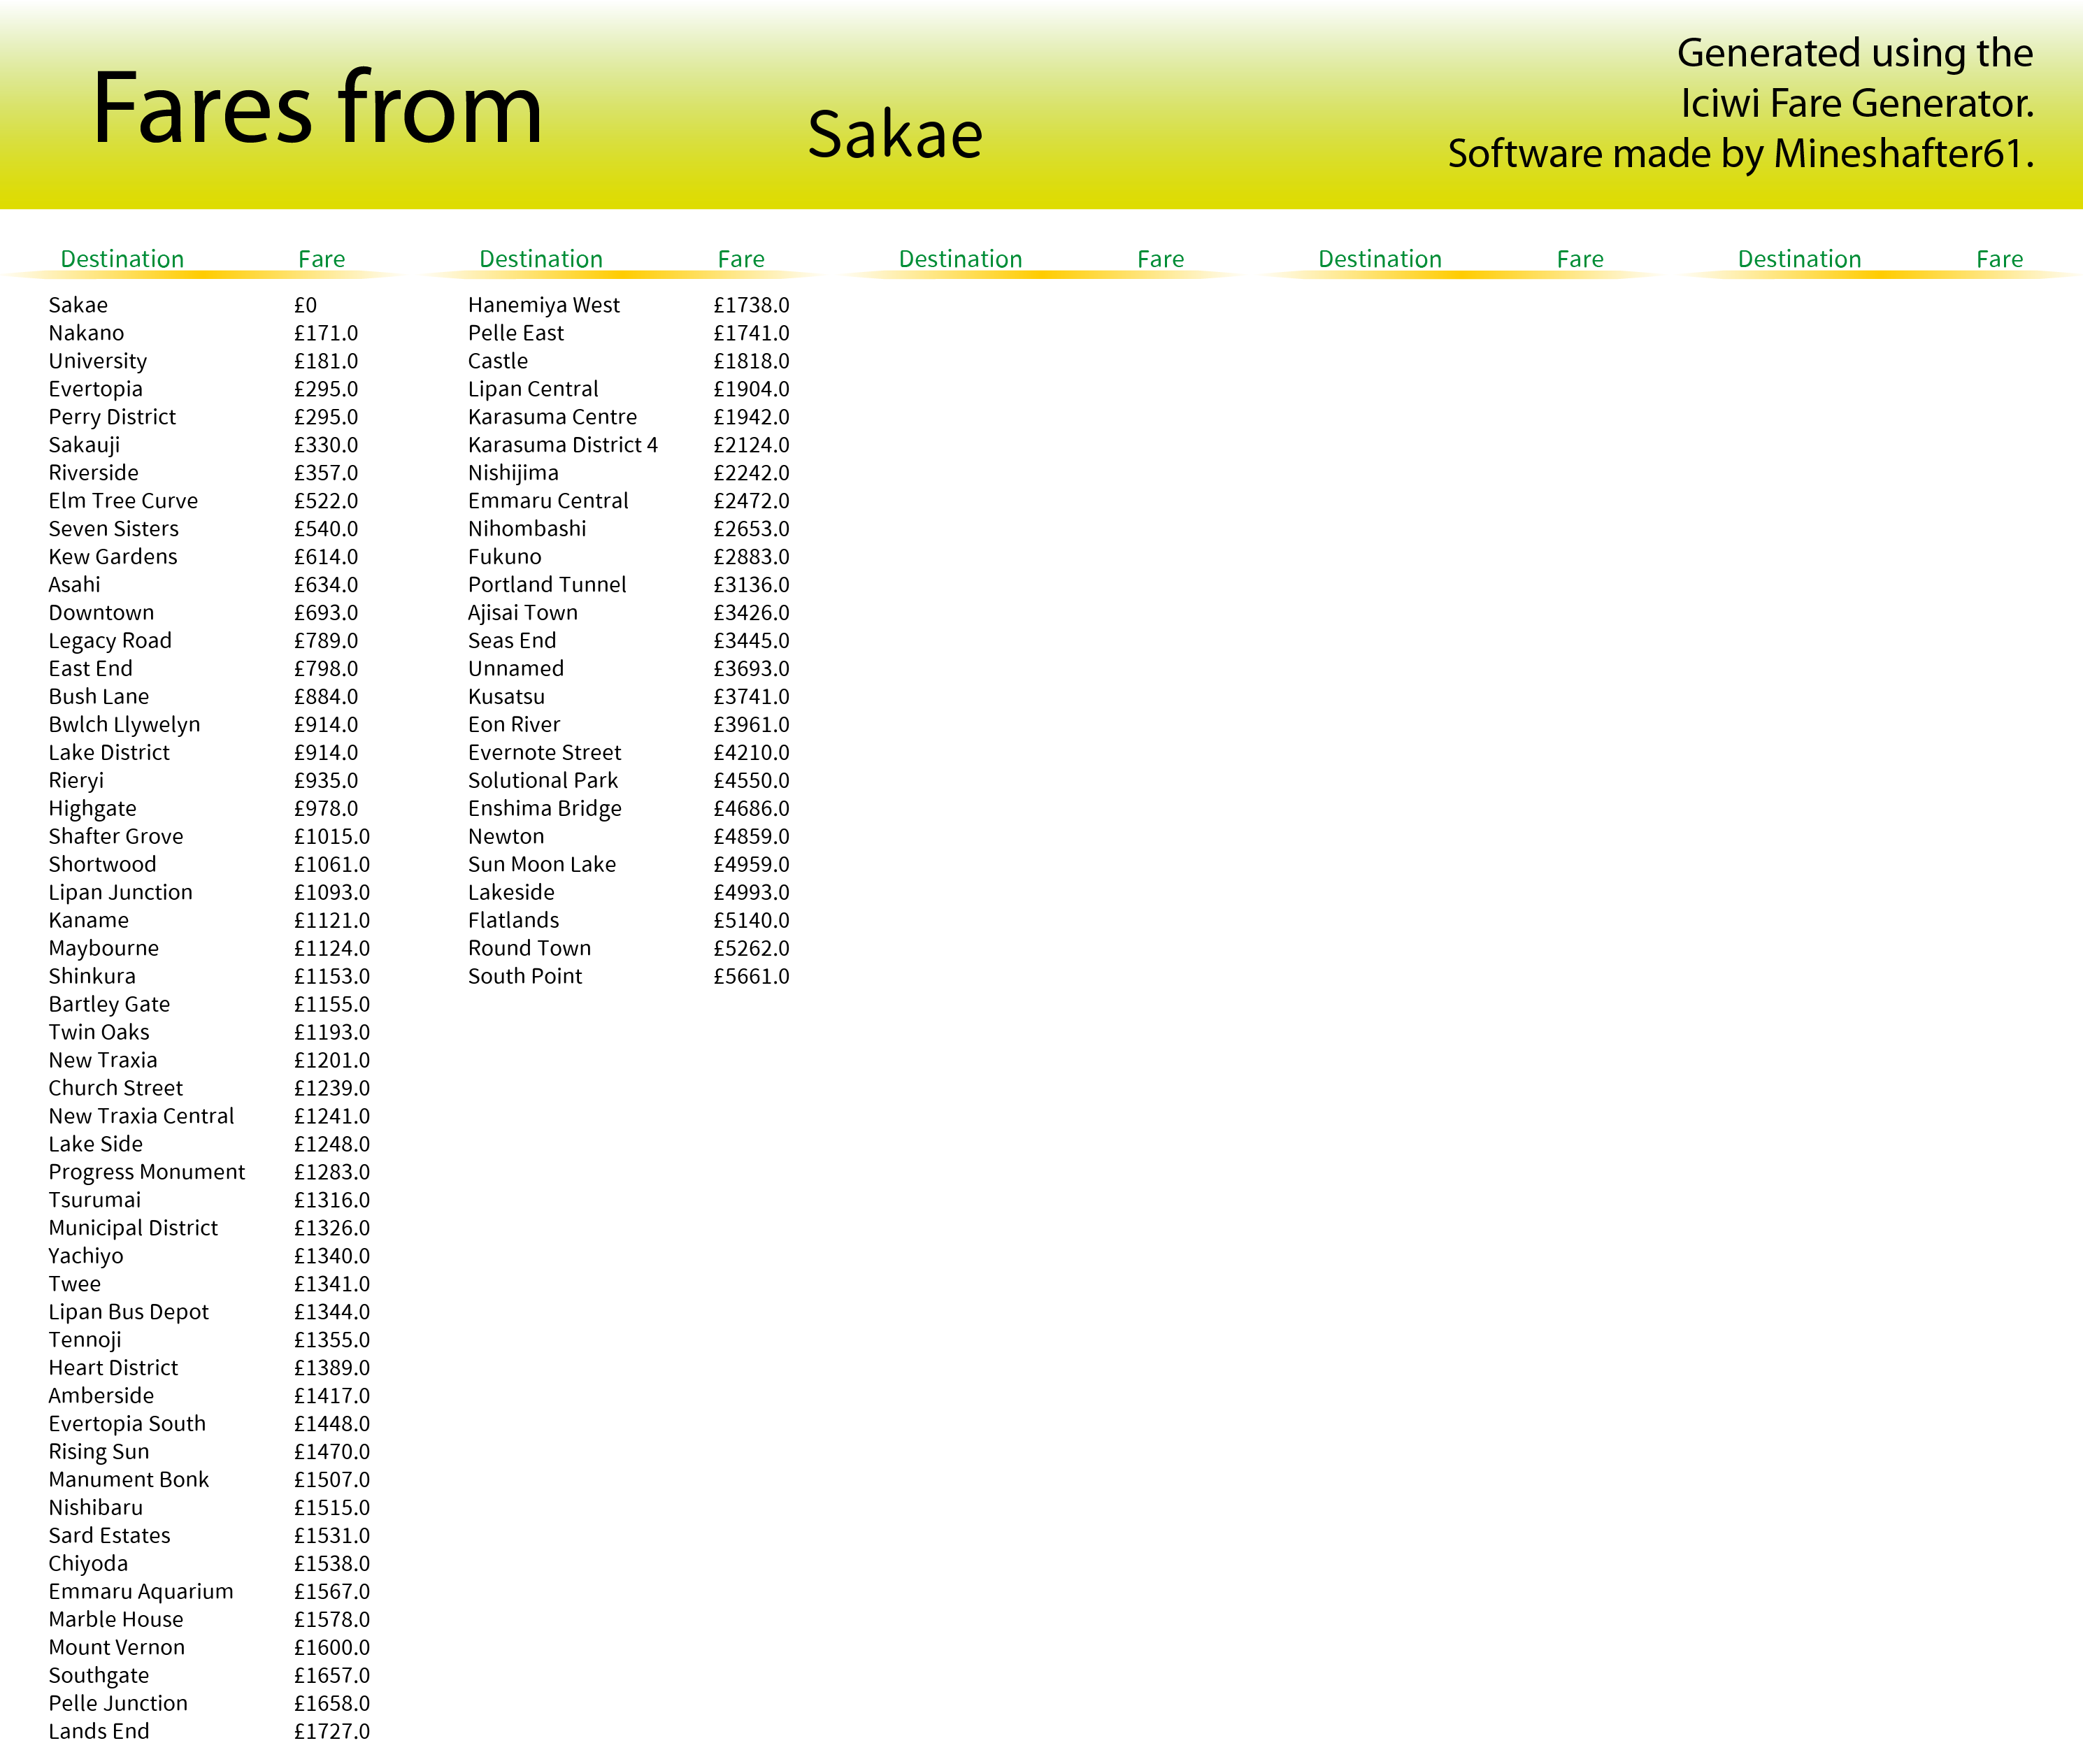 Fares from
Sakae
Generated using the
Iciwi Fare Generator.
Software made by Mineshafter61.
Destination Fare Destination Fare Destination Fare Destination Fare Destination Fare
Sakae £0
Nakano £171.0
University £181.0
Evertopia £295.0
Perry District £295.0
Sakauji £330.0
Riverside £357.0
Elm Tree Curve £522.0
Seven Sisters £540.0
Kew Gardens £614.0
Asahi £634.0
Downtown £693.0
Legacy Road £789.0
East End £798.0
Bush Lane £884.0
Bwlch Llywelyn £914.0
Lake District £914.0
Rieryi £935.0
Highgate £978.0
Shafter Grove £1015.0
Shortwood £1061.0
Lipan Junction £1093.0
Kaname £1121.0
Maybourne £1124.0
Shinkura £1153.0
Bartley Gate £1155.0
Twin Oaks £1193.0
New Traxia £1201.0
Church Street £1239.0
New Traxia Central £1241.0
Lake Side £1248.0
Progress Monument £1283.0
Tsurumai £1316.0
Municipal District £1326.0
Yachiyo £1340.0
Twee £1341.0
Lipan Bus Depot £1344.0
Tennoji £1355.0
Heart District £1389.0
Amberside £1417.0
Evertopia South £1448.0
Rising Sun £1470.0
Manument Bonk £1507.0
Nishibaru £1515.0
Sard Estates £1531.0
Chiyoda £1538.0
Emmaru Aquarium £1567.0
Marble House £1578.0
Mount Vernon £1600.0
Southgate £1657.0
Pelle Junction £1658.0
Lands End £1727.0
Hanemiya West £1738.0
Pelle East £1741.0
Castle £1818.0
Lipan Central £1904.0
Karasuma Centre £1942.0
Karasuma District 4 £2124.0
Nishijima £2242.0
Emmaru Central £2472.0
Nihombashi £2653.0
Fukuno £2883.0
Portland Tunnel £3136.0
Ajisai Town £3426.0
Seas End £3445.0
Unnamed £3693.0
Kusatsu £3741.0
Eon River £3961.0
Evernote Street £4210.0
Solutional Park £4550.0
Enshima Bridge £4686.0
Newton £4859.0
Sun Moon Lake £4959.0
Lakeside £4993.0
Flatlands £5140.0
Round Town £5262.0
South Point £5661.0